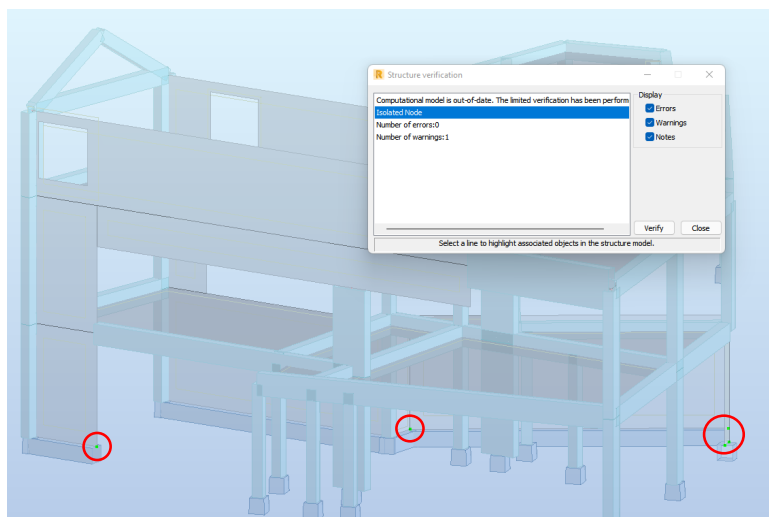 R Structure verification
Computational model is out-of-date. The limited verification has been perform
Isolated Node
Number of errors:0
Number of warnings:1
Display
Errors
Warnings
Notes
Verify
Close
Select a line to highlight associated objects in the structure model.